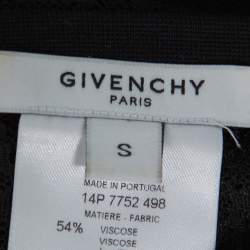 GIVENCHY
PARIS
S
MADE IN PORTUGAL
14P 7752 498
MATIERE - FABRIC
54% VISCOSE
VISCOSE